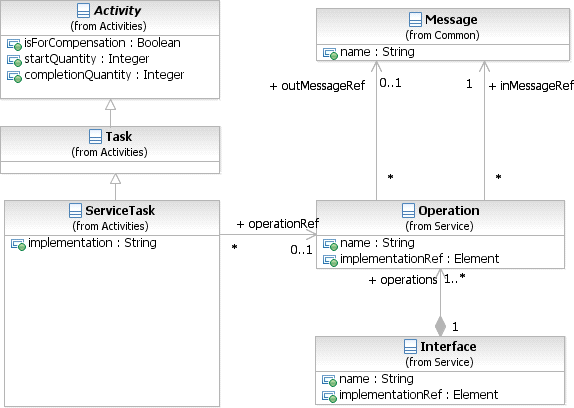 Activity
(from Activities)
isForCompensation : Boolean
startQuantity : Integer
completionQuantity : Integer
Task
(from Activities)
ServiceTask
(from Activities)
implementation : String
Message
(from Common)
name : String
+ outMessageRef
0..1
1
+ inMessageRef
*
*
+ operationRef
*
0..1
Operation
(from Service)
name : String
implementationRef : Element
+ operations
1..*
1
Interface
(from Service)
name : String
implementationRef : Element